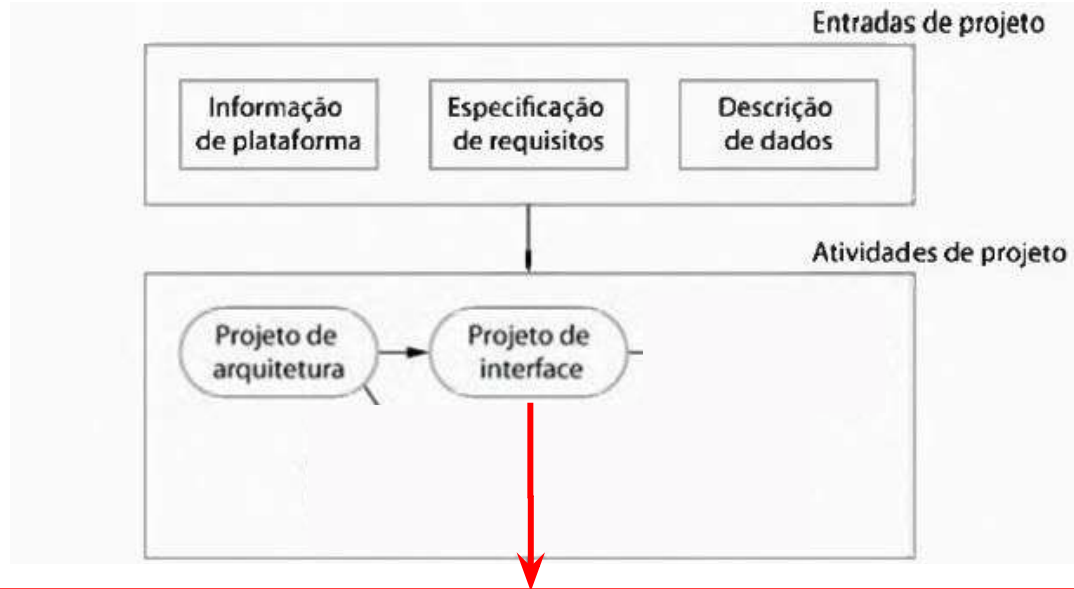 Entradas de projeto
Informação
de plataforma
Especificação
de requisitos
Descrição
de dados
Atividades de projeto
Projeto de
arquitetura
Projeto de
interface